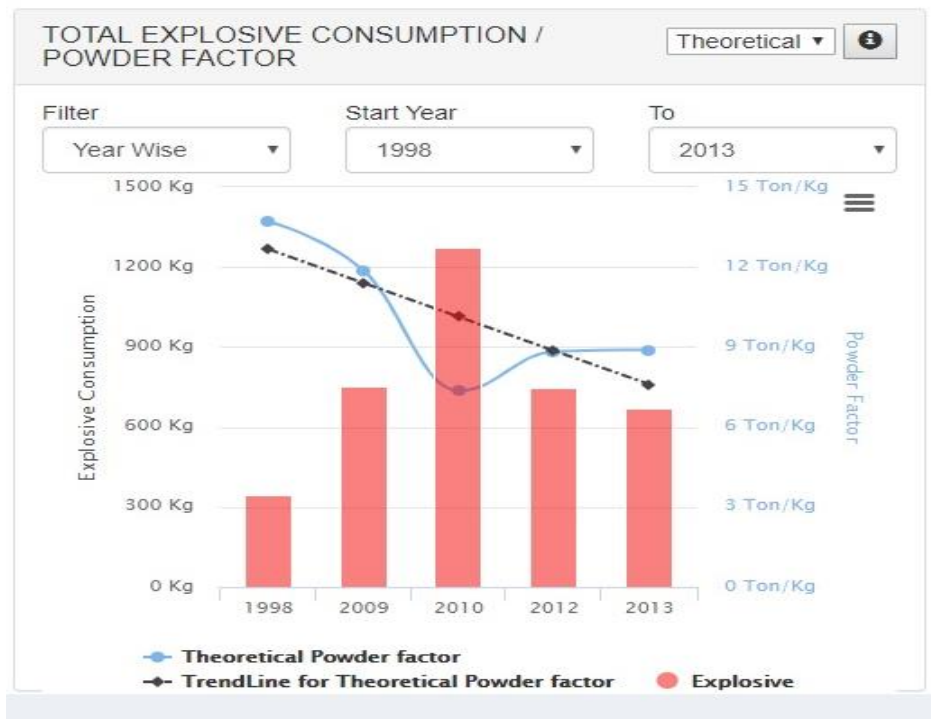 TOTAL EXPLOSIVE CONSUMPTION /
POWDER FACTOR
Theoretical
Filter
Start Year
To
Year Wise
1998
2013
1500 Kg
15 Ton/Kg
1200 Kg
12 Ton/Kg
900 Kg
9 Ton/Kg
600 Kg
6 Ton/Kg
300 Kg
3 Ton/Kg
0 Kg
0 Ton/Kg
Explosive Consumption
Powder Factor
1998 2009 2010 2012 2013
Theoretical Powder factor
TrendLine for Theoretical Powder factor
Explosive